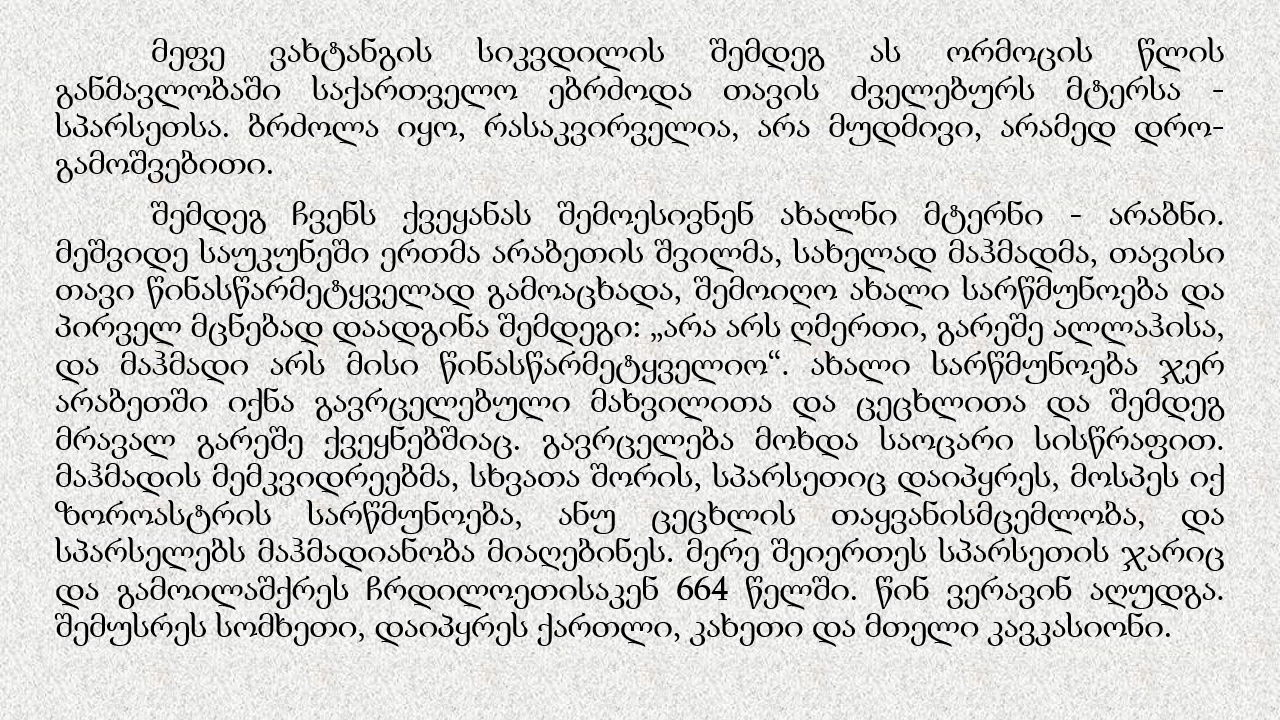 მეფე ვახტანგის სიკვდილის შემდეგ ას ორმოცის წლის
განმავლობაში საქართველო ებრძოდა თავის ძველებურს მტერსა -
სპარსეთსა. ბრძოლა იყო, რასაკვირველია, არა მუდმივი, არამედ დრო-
გამოშვებითი.
შემდეგ ჩვენს ქვეყანას შემოესივნენ ახალნი მტერნი - არაბნი.
მეშვიდე საუკუნეში ერთმა არაბეთის შვილმა, სახელად მაჰმადმა, თავისი
თავი წინასწარმეტყველად გამოაცხადა, შემოიღო ახალი სარწმუნოება და
პირველ მცნებად დაადგინა შემდეგი: „არა არს ღმერთი, გარეშე ალლაჰისა,
და მაჰმადი არს მისი წინასწარმეტყველიო“. ახალი სარწმუნოება ჯერ
არაბეთში იქნა გავრცელებული მახვილითა და ცეცხლითა და შემდეგ
მრავალ გარეშე ქვეყნებშიაც. გავრცელება მოხდა საოცარი სისწრაფით.
მაჰმადის მემკვიდრეებმა, სხვათა შორის, სპარსეთიც დაიპყრეს, მოსპეს იქ
ზოროასტრის სარწმუნოება, ანუ ცეცხლის თაყვანისმცემლობა, და
სპარსელებს მაჰმადიანობა მიაღებინეს. მერე შეიერთეს სპარსეთის ჯარიც
და გამოილაშქრეს ჩრდილოეთისაკენ 664 წელში. წინ ვერავინ აღუდგა.
შემუსრეს სომხეთი, დაიპყრეს ქართლი, კახეთი და მთელი კავკასიონი.